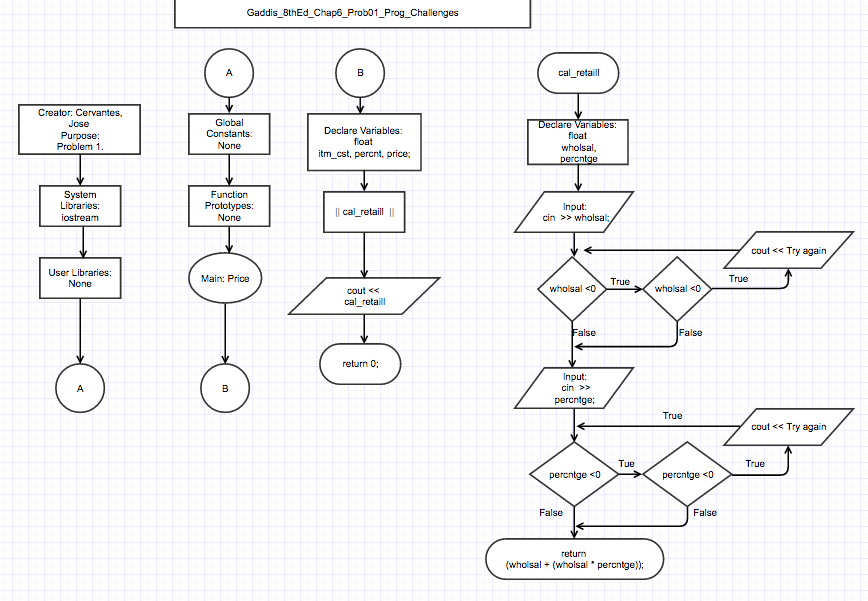 Gaddis_8thEd_Chap6_Prob01_Prog_Challenges
Creator: Cervantes,
Jose
Purpose:
Problem 1.
System
Libraries:
iostream
User Libraries:
None
A
A
Global
Constants:
None
Function
Prototypes:
None
Main: Price
B
B
Declare Variables:
float
itm_cst, percnt, price;
|| cal_retaill ||
cout <<
cal_retaill
return 0;
cal_retaill
Declare Variables:
float
wholsal,
percntge
Input:
cin >> wholsal;
cout << Try again
wholsal <0
True
wholsal <0
True
False
False
Input:
cin >>
percntge;
True
cout << Try again
percntge <0
Tue
percntge <0
True
False
False
return
(wholsal + (wholsal * percntge));